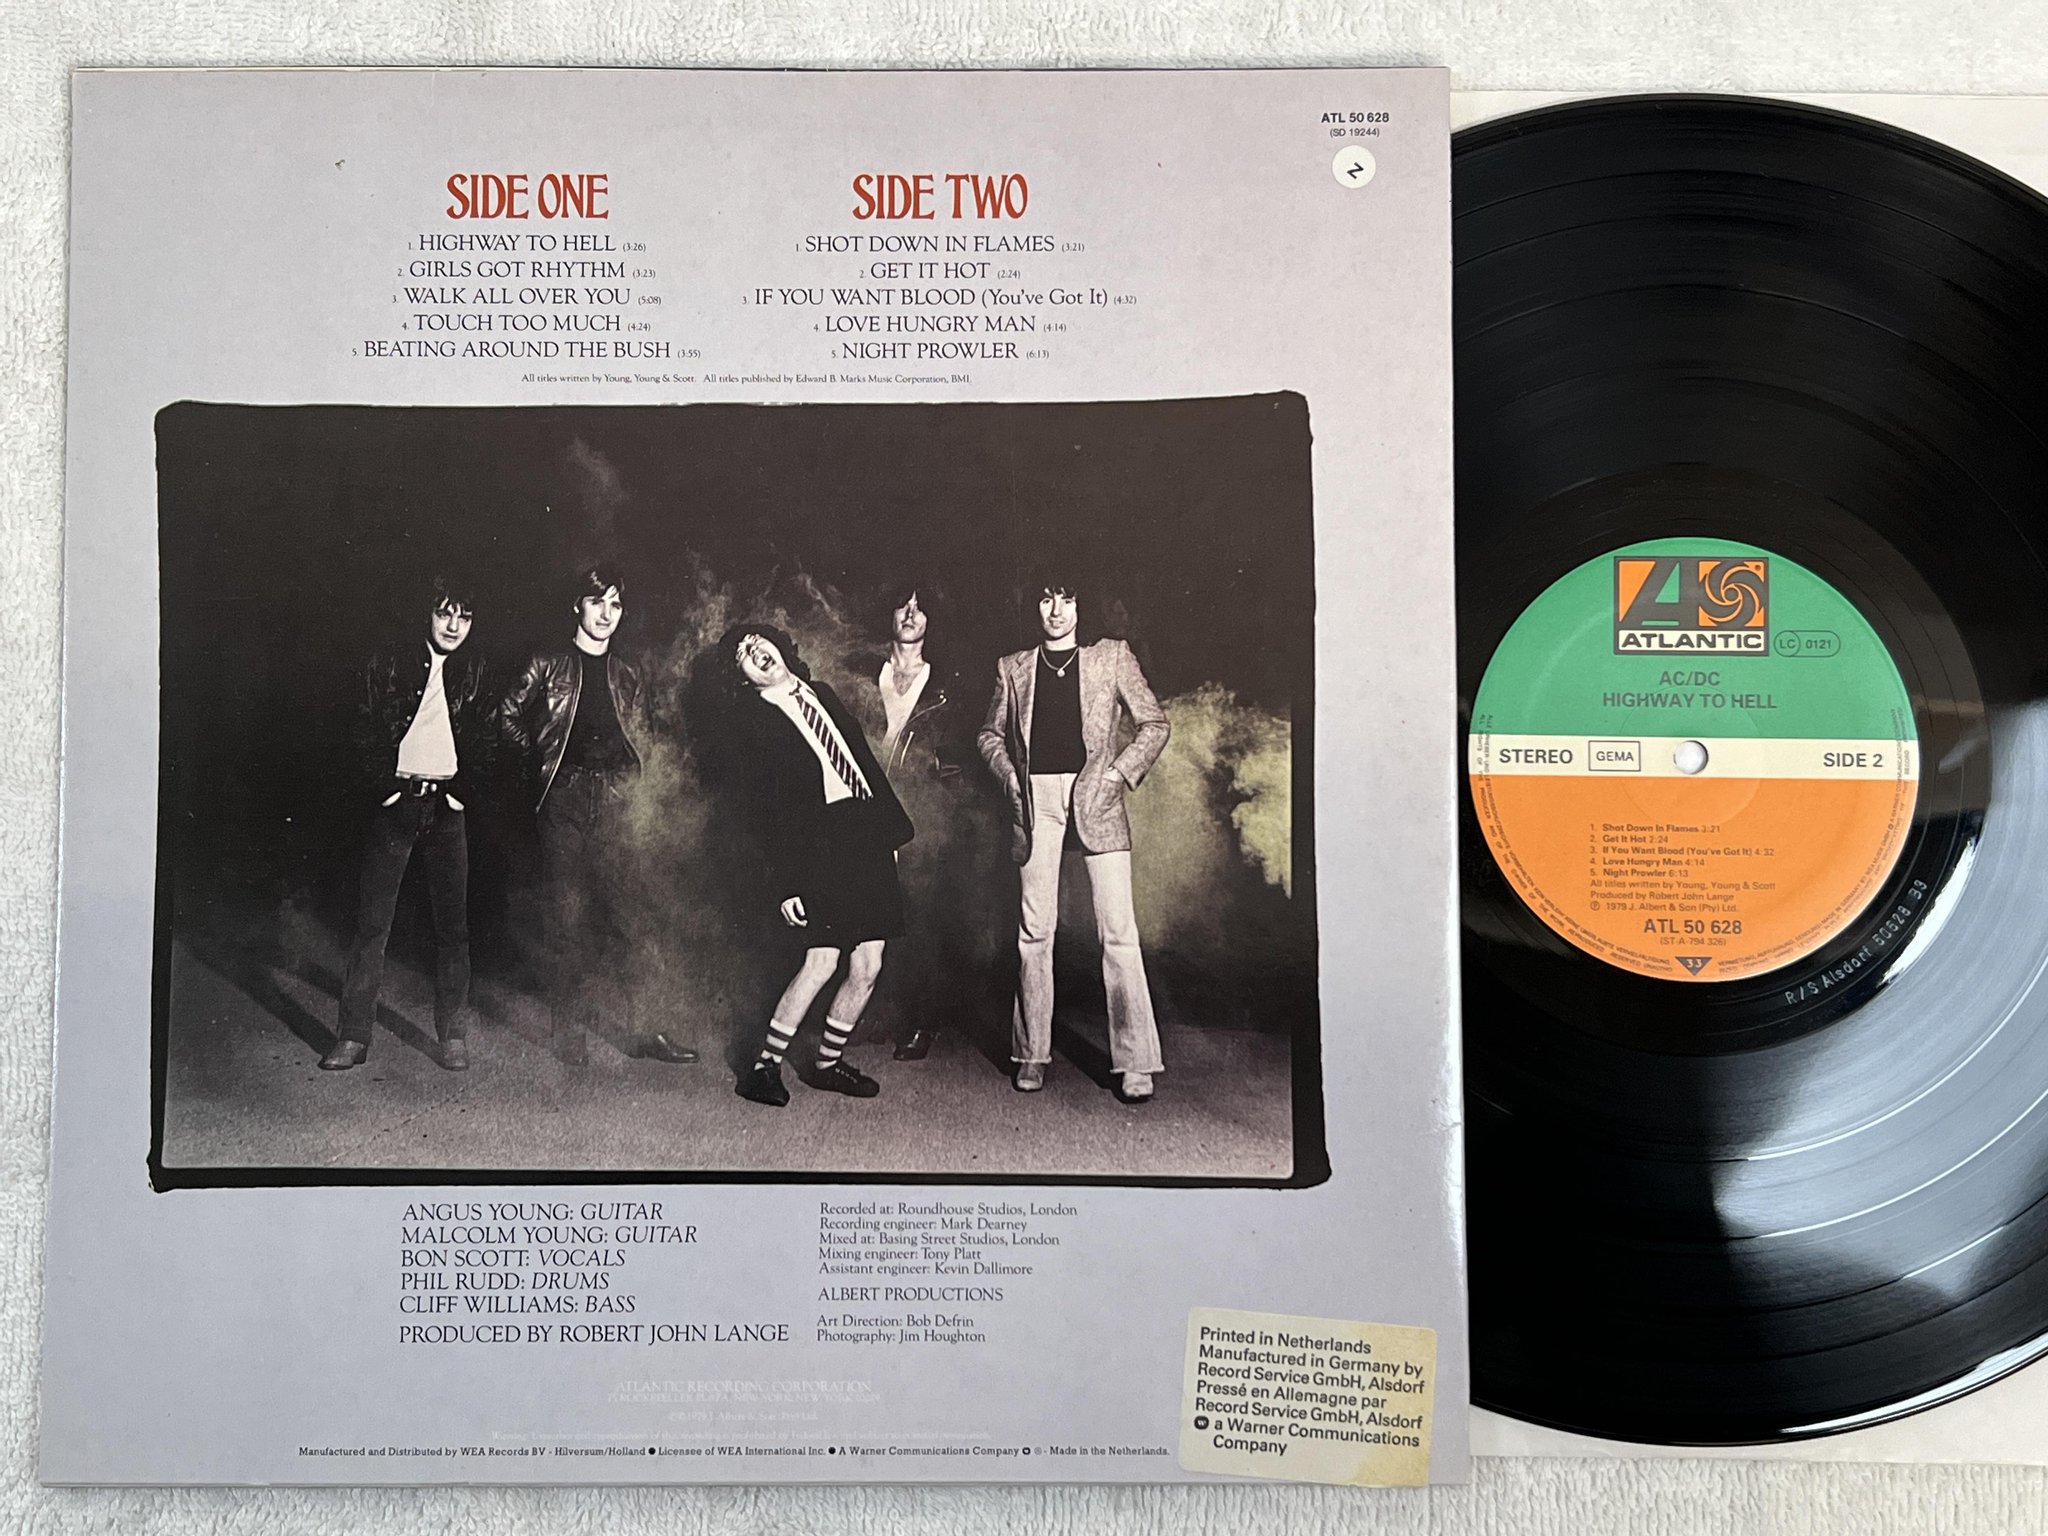 ATL 50 628
(SD 19244)
Z
SIDE ONE
1. HIGHWAY TO HELL (3:26)
2. GIRLS GOT RHYTHM (3:23)
3. WALK ALL OVER YOU (5:08)
4. TOUCH TOO MUCH (4:24)
5. BEATING AROUND THE BUSH (3:55)
SIDE TWO
1. SHOT DOWN IN FLAMES (3:21)
2. GET IT HOT (2:24)
3. IF YOU WANT BLOOD (You've Got It) (4:32)
4. LOVE HUNGRY MAN (4:14)
5. NIGHT PROWLER (6:13)
All titles written by Young, Young & Scott. All titles published by Edward B. Marks Music Corporation, BMI.
ANGUS YOUNG: GUITAR
MALCOLM YOUNG: GUITAR
BON SCOTT: VOCALS
PHIL RUDD: DRUMS
CLIFF WILLIAMS: BASS
PRODUCED BY ROBERT JOHN LANGE
Recorded at: Roundhouse Studios, London
Recording engineer: Mark Dearney
Mixed at: Basing Street Studios, London
Mixing engineer: Tony Platt
Assistant engineer: Kevin Dallimore
ALBERT PRODUCTIONS
Art Direction: Bob Defrin
Photography: Jim Houghton
ATLANTIC RECORDING CORPORATION
Manufactured and Distributed by WEA Records BV - Hilversum/Holland ● Licensee of WEA International Inc. ● A Warner Communications Company ® - Made in the Netherlands.
Printed in Netherlands
Manufactured in Germany by
Record Service GmbH, Alsdorf
Pressé en Allemagne par
Record Service GmbH, Alsdorf
a Warner Communications
Company
ATLANTIC
LC 0121
AC/DC
HIGHWAY TO HELL
STEREO GEMA SIDE 2
1. Shot Down In Flames 3:21
2. Get It Hot 2:24
3. If You Want Blood (You've Got It) 4:32
4. Love Hungry Man 4:14
5. Night Prowler 6:13
All titles written by Young, Young & Scott
Produced by Robert John Lange
℗ 1979 J. Albert & Son (Pty) Ltd.
ATL 50 628
(ST-A-794 326)
33
R/S Alsdorf 50628 B3